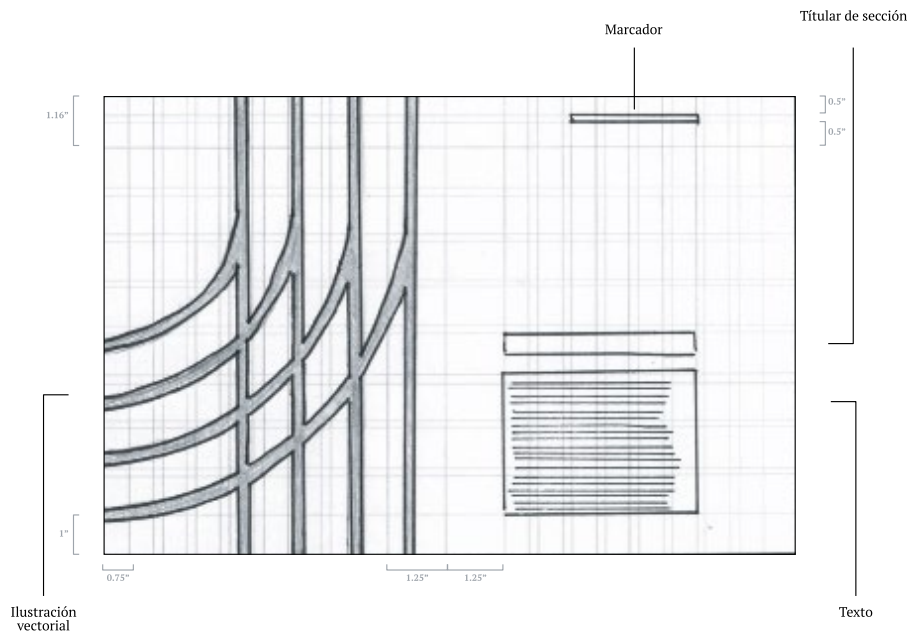 Títular de sección
Marcador
1.16"
0.5"
0.5"
1"
0.75"
1.25"
1.25"
Ilustración
vectorial
Texto